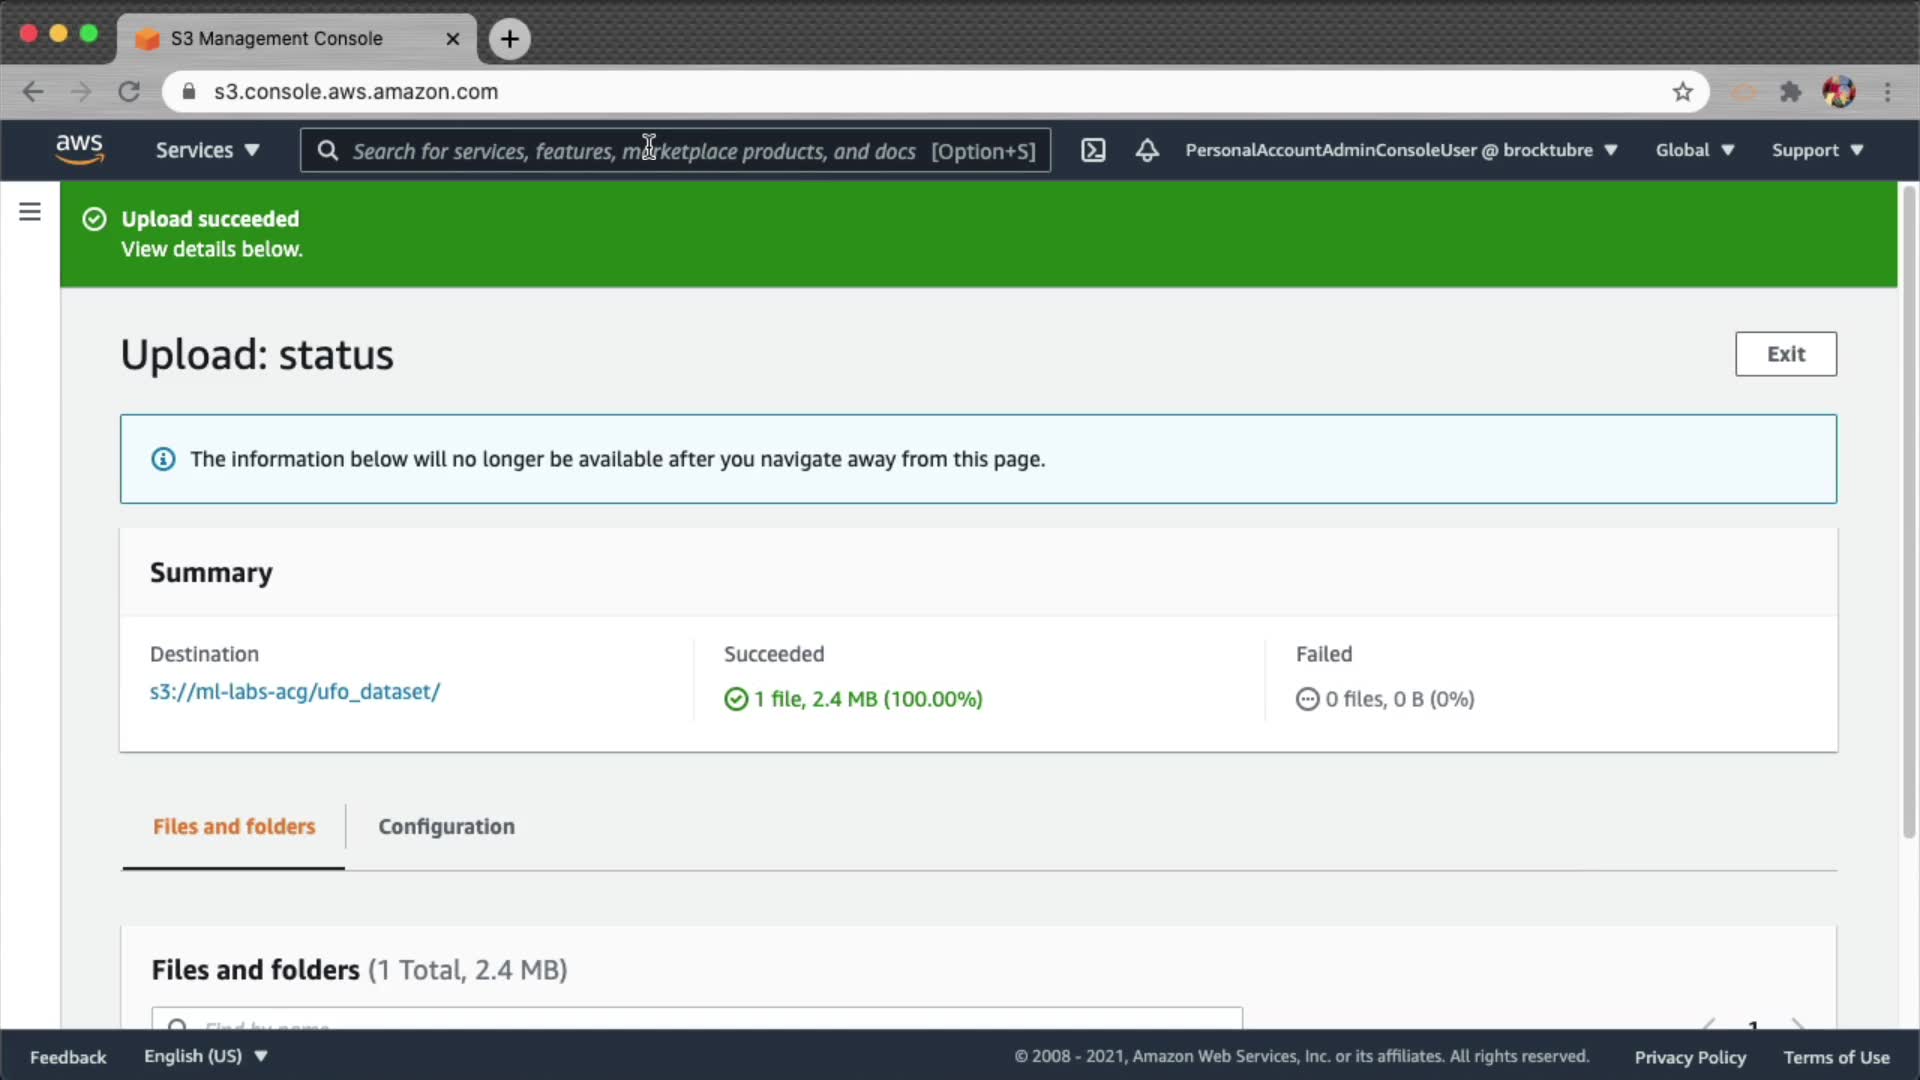 S3 Management Console
s3.console.aws.amazon.com
aws
Services
Search for services, features, marketplace products, and docs [Option+S]
PersonalAccountAdminConsoleUser @ brocktubre
Global
Support
Upload succeeded
View details below.
Upload: status
Exit
The information below will no longer be available after you navigate away from this page.
Summary
Destination
Succeeded
Failed
s3://ml-labs-acg/ufo_dataset/
1 file, 2.4 MB (100.00%)
0 files, 0 B (0%)
Files and folders
Configuration
Files and folders (1 Total, 2.4 MB)
Find by name
1
Feedback
English (US)
© 2008 - 2021, Amazon Web Services, Inc. or its affiliates. All rights reserved.
Privacy Policy
Terms of Use